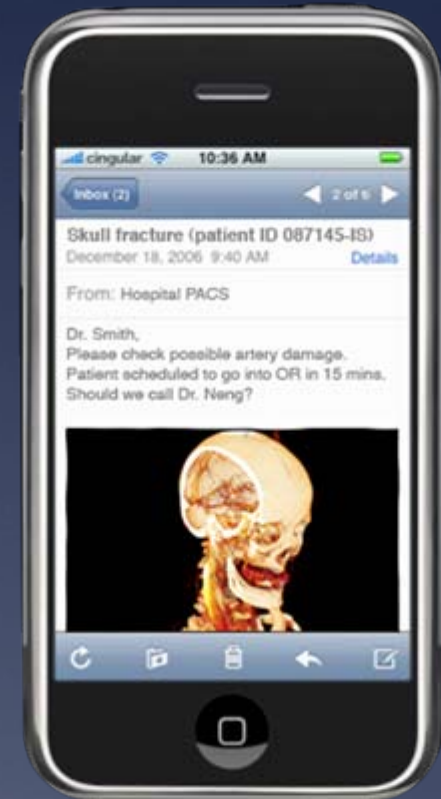 cingular 10:36 AM
Inbox (2) 2 of 6
Skull fracture (patient ID 087145-IS)
December 18, 2006 9:40 AM Details
From: Hospital PACS
Dr. Smith,
Please check possible artery damage.
Patient scheduled to go into OR in 15 mins.
Should we call Dr. Neng?